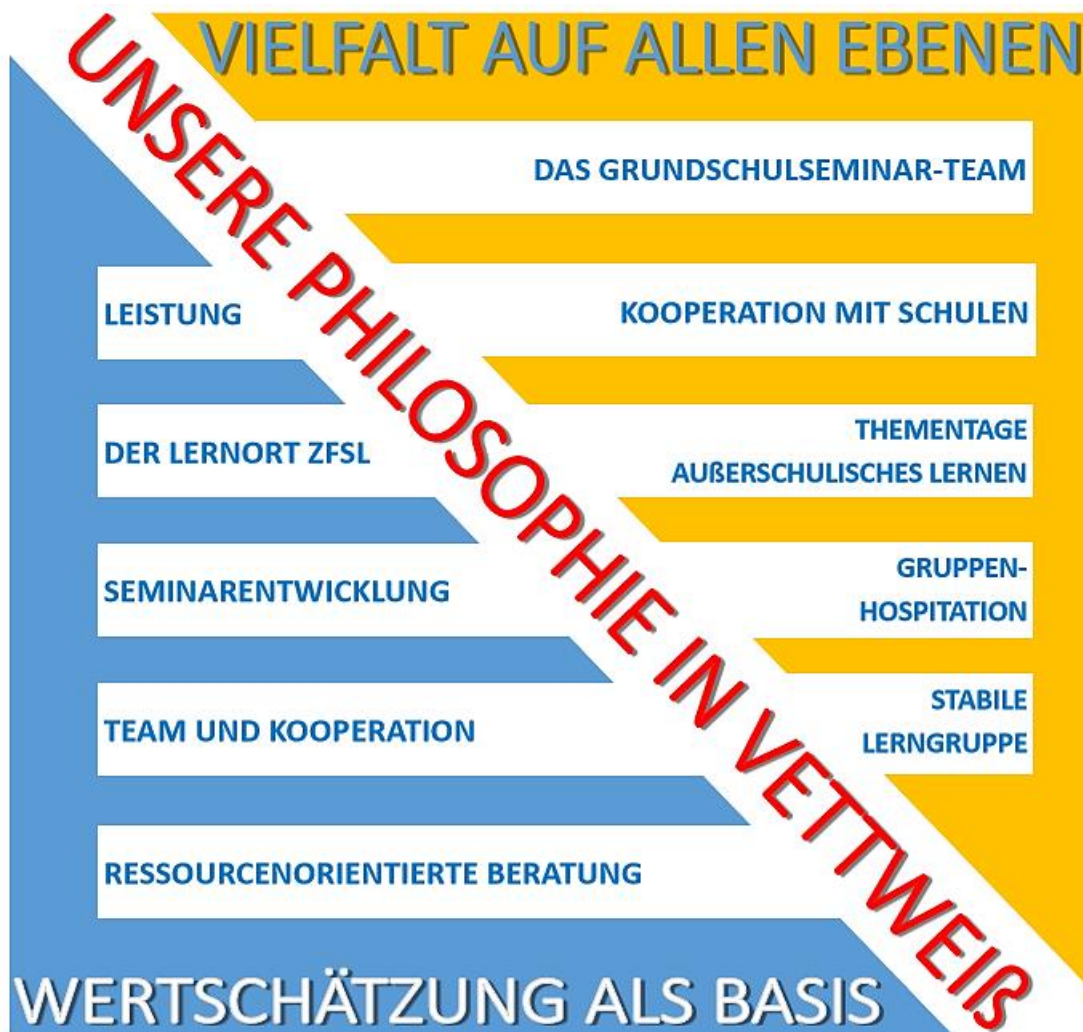 VIELFALT AUF ALLEN EBENEN
UNSERE PHILOSOPHIE IN VETTWEIß
DAS GRUNDSCHULSEMINAR-TEAM
KOOPERATION MIT SCHULEN
THEMENTAGE
AUßERSCHULISCHES LERNEN
GRUPPEN-
HOSPITATION
STABILE
LERNGRUPPE
LEISTUNG
DER LERNORT ZFSL
SEMINARENTWICKLUNG
TEAM UND KOOPERATION
RESSOURCENORIENTIERTE BERATUNG
WERTSCHÄTZUNG ALS BASIS